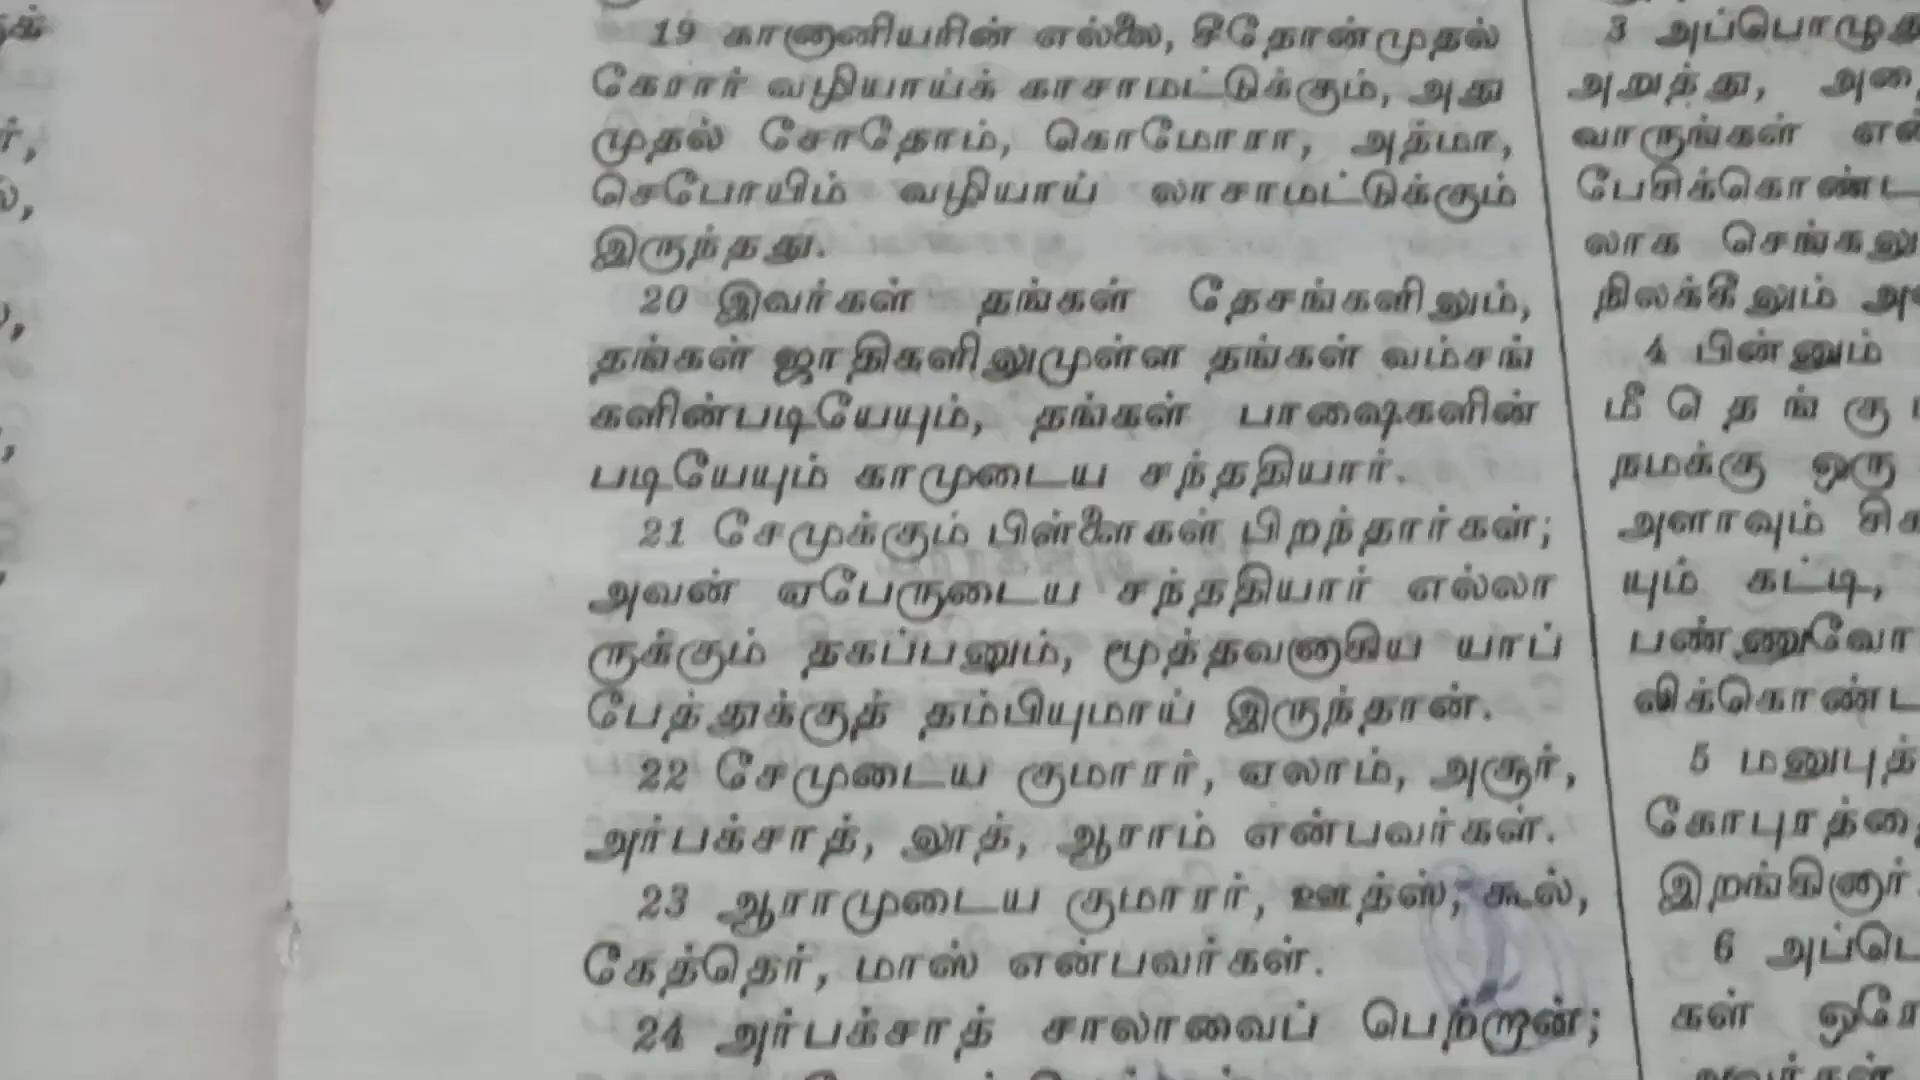 19 கானானியரின் எல்லை, சீதோன்முதல்
கேரார் வழியாய்க் காசாமட்டுக்கும், அது
முதல் சோதோம், கொமோரா, அத்மா,
செபோயிம் வழியாய் லாசாமட்டுக்கும்
இருந்தது.
20 இவர்கள் தங்கள் தேசங்களிலும்,
தங்கள் ஜாதிகளிலுமுள்ள தங்கள் வம்சங்
களின்படியேயும், தங்கள் பாஷைகளின்
படியேயும் காமுடைய சந்ததியார்.
21 சேமுக்கும் பிள்ளைகள் பிறந்தார்கள்;
அவன் ஏபேருடைய சந்ததியார் எல்லா
ருக்கும் தகப்பனும், மூத்தவனாகிய யாப்
பேத்துக்குத் தம்பியுமாய் இருந்தான்.
22 சேமுடைய குமாரர், ஏலாம், அசூர்,
அர்பக்சாத், லூத், ஆராம் என்பவர்கள்.
23 ஆராமுடைய குமாரர், ஊத்ஸ், கூல்,
கேத்தெர், மாஸ் என்பவர்கள்.
24 அர்பக்சாத் சாலாவைப் பெற்றான்;
3
அறுத்து,
வாருங்கள்
லாக
நிலக்கீலும்
4 பின்னும்
நமக்கு ஒரு
அளாவும்
யும் கட்டி,
5
6
கள்